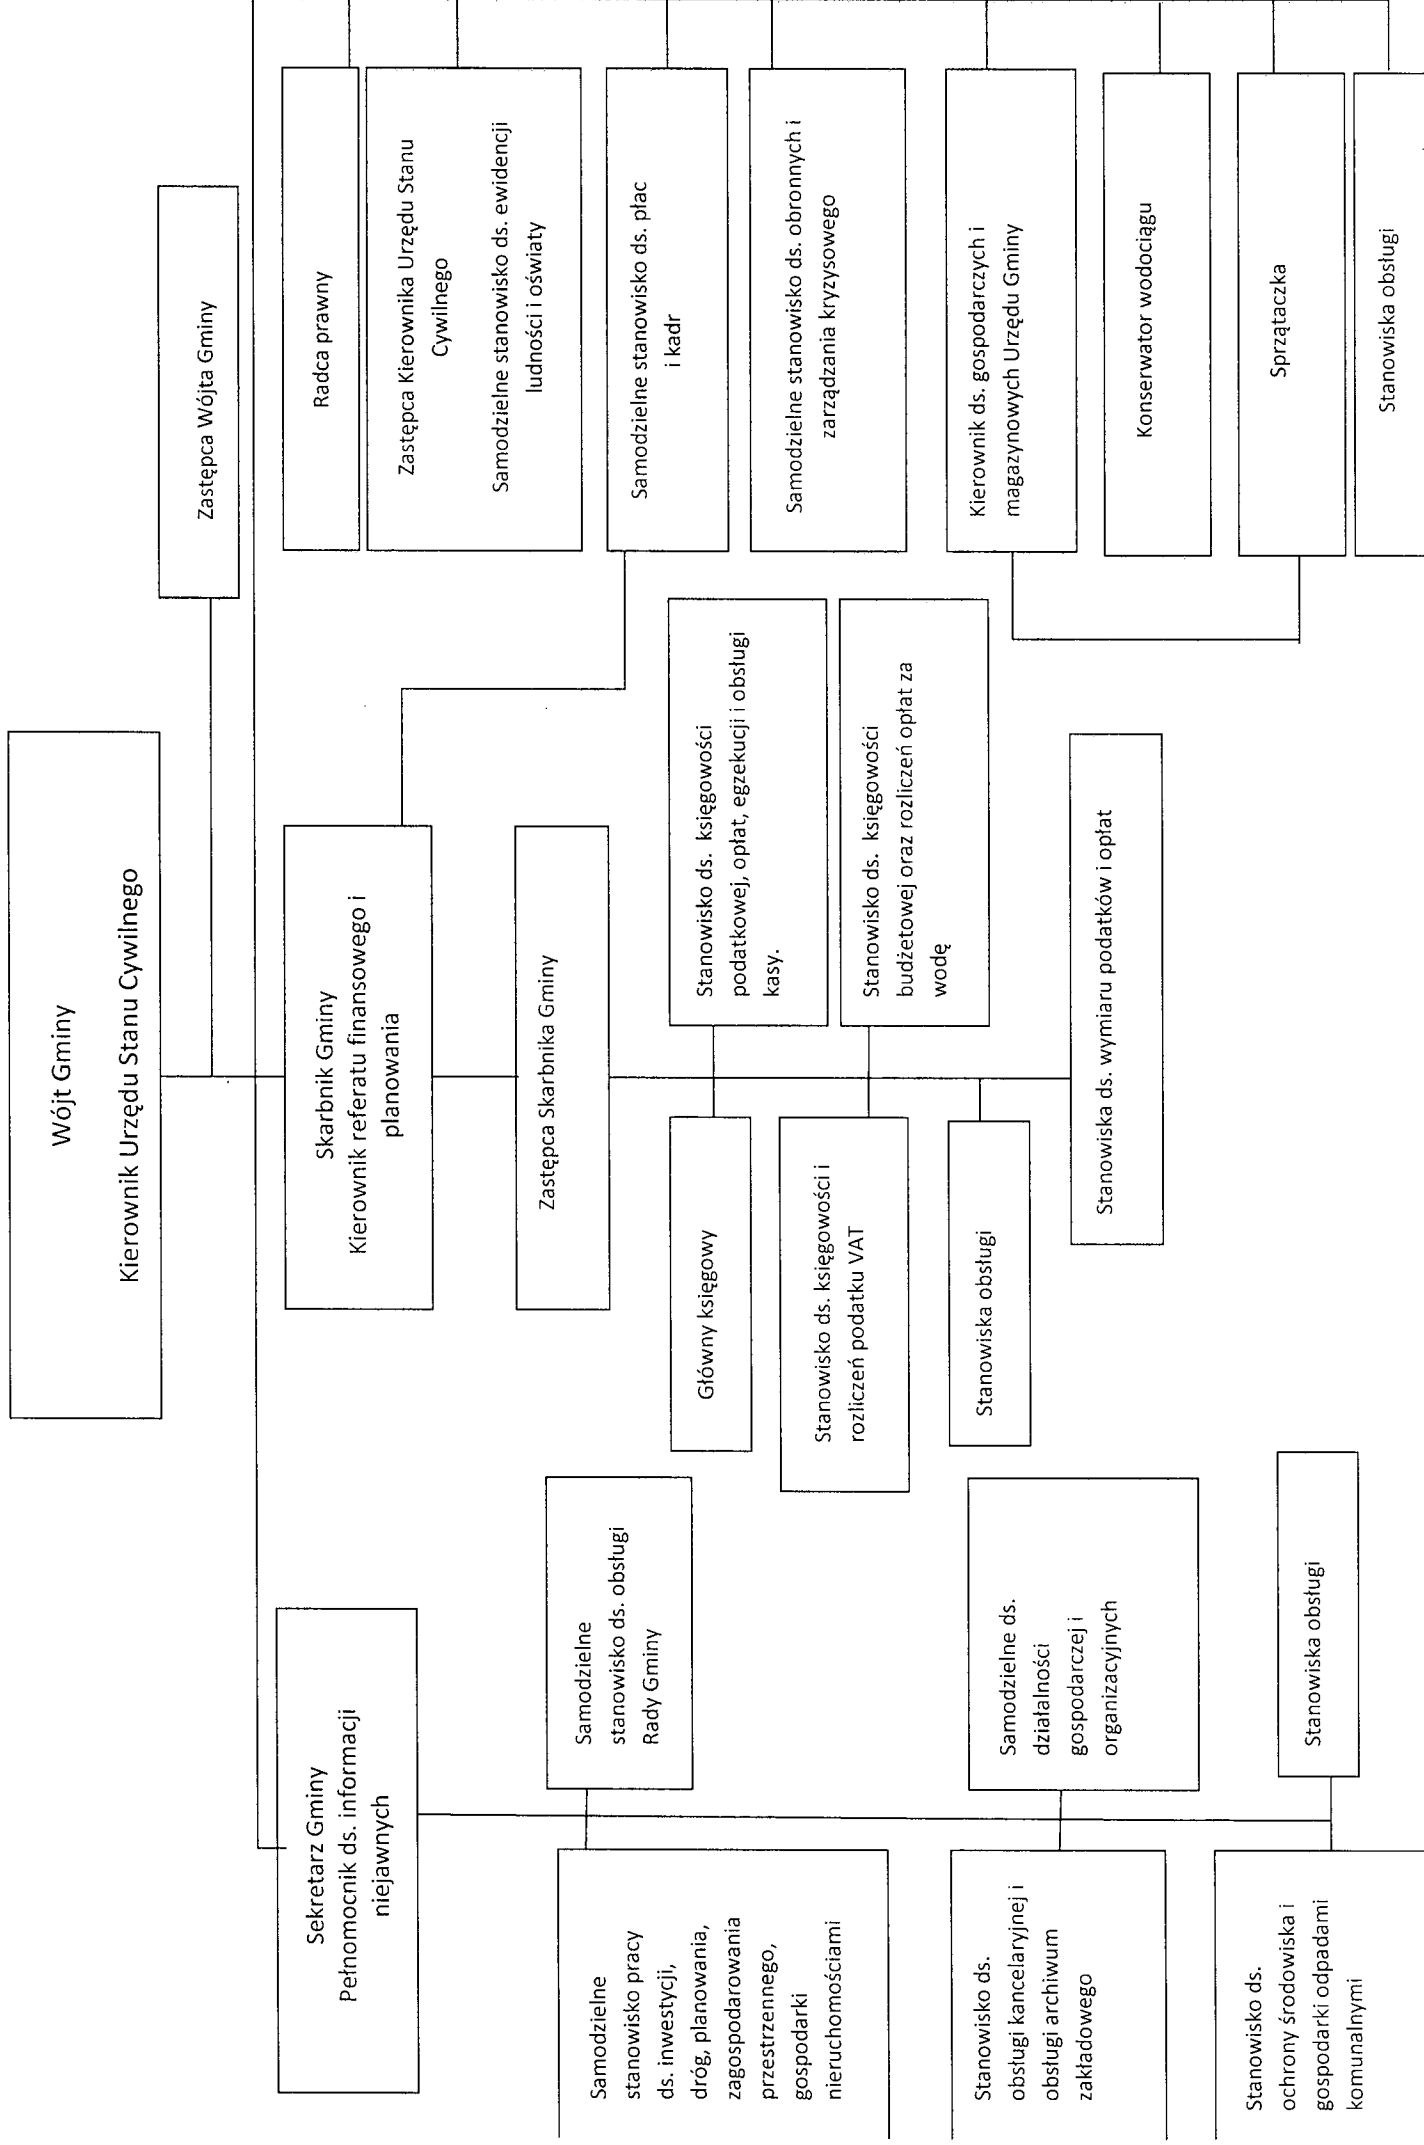 Wójt Gminy
Kierownik Urzędu Stanu Cywilnego
Zastępca Wójta Gminy
Sekretarz Gminy
Pełnomocnik ds. informacji
niejawnych
Skarbnik Gminy
Kierownik referatu finansowego i
planowania
Radca prawny
Zastępca Kierownika Urzędu Stanu
Cywilnego
Samodzielne stanowisko ds. ewidencji
ludności i oświaty
Zastępca Skarbnika Gminy
Samodzielne stanowisko ds. płac
i kadr
Samodzielne stanowisko ds. obronnych i
zarządzania kryzysowego
Samodzielne
stanowisko pracy
ds. inwestycji,
dróg, planowania,
zagospodarowania
przestrzennego,
gospodarki
nieruchomościami
Samodzielne
stanowisko ds. obsługi
Rady Gminy
Główny księgowy
Stanowisko ds. księgowości
podatkowej, opłat, egzekucji i obsługi
kasy.
Stanowisko ds. księgowości i
rozliczeń podatku VAT
Stanowisko ds. księgowości
budżetowej oraz rozliczeń opłat za
wodę
Kierownik ds. gospodarczych i
magazynowych Urzędu Gminy
Stanowisko ds.
obsługi kancelaryjnej i
obsługi archiwum
zakładowego
Samodzielne ds.
działalności
gospodarczej i
organizacyjnych
Stanowiska obsługi
Stanowiska ds. wymiaru podatków i opłat
Konserwator wodociągu
Sprzątaczka
Stanowisko ds.
ochrony środowiska i
gospodarki odpadami
komunalnymi
Stanowiska obsługi
Stanowiska obsługi